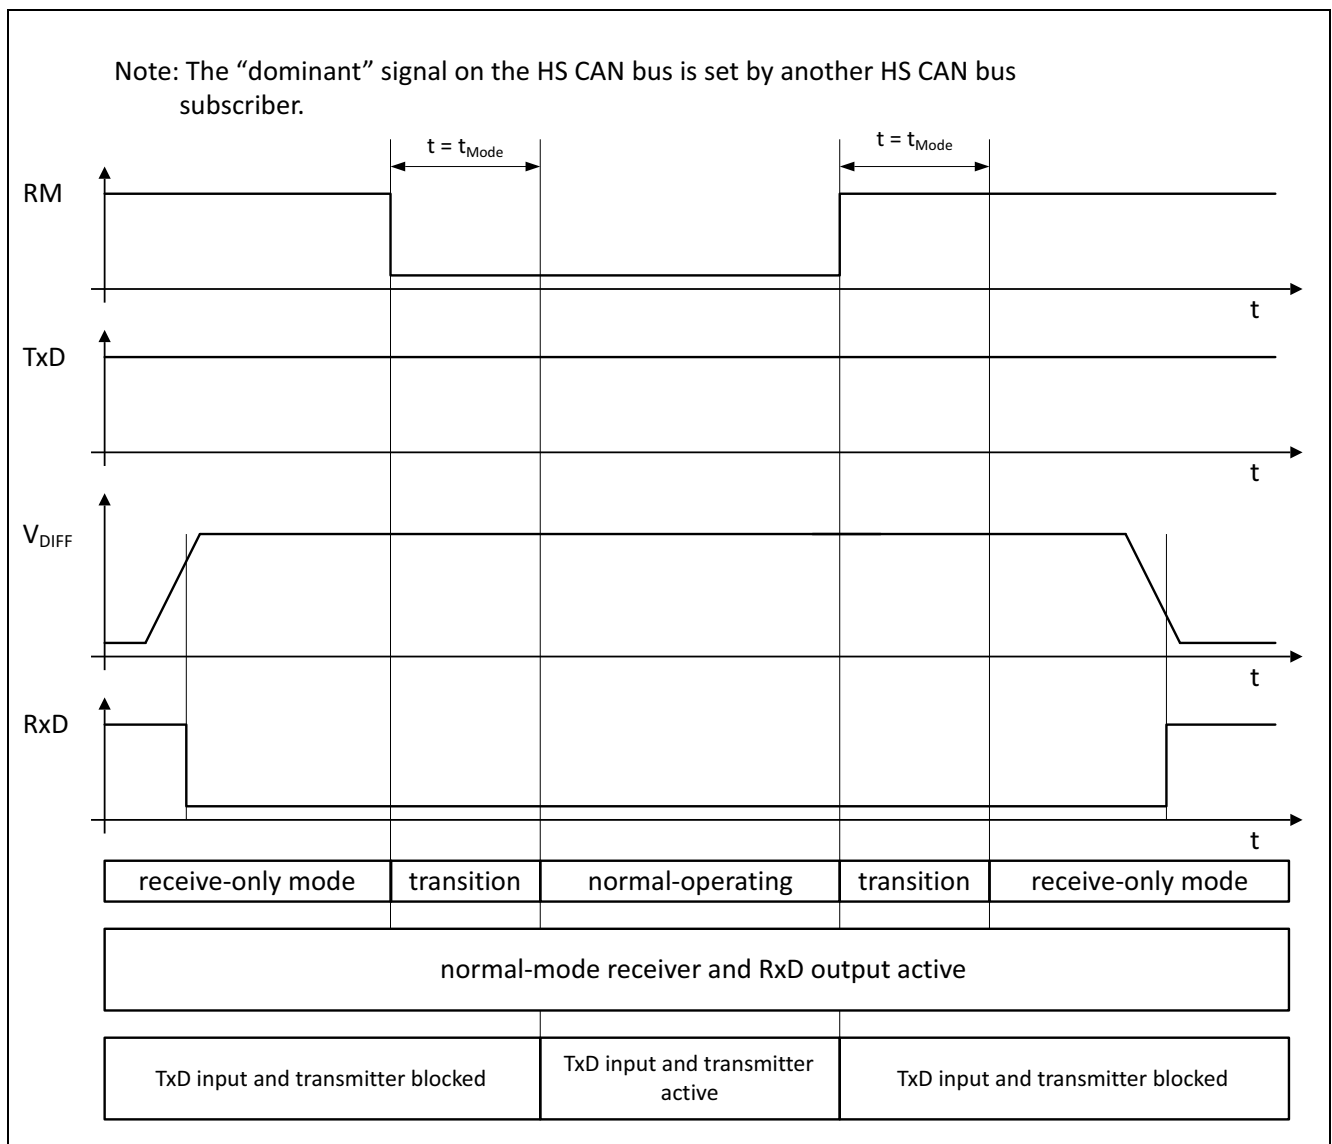 Note: The “dominant” signal on the HS CAN bus is set by another HS CAN bus
subscriber.
t = tMode
t = tMode
RM
t
TxD
t
VDIFF
t
RxD
t
receive-only mode
transition
normal-operating
transition
receive-only mode
normal-mode receiver and RxD output active
TxD input and transmitter blocked
TxD input and transmitter
active
TxD input and transmitter blocked